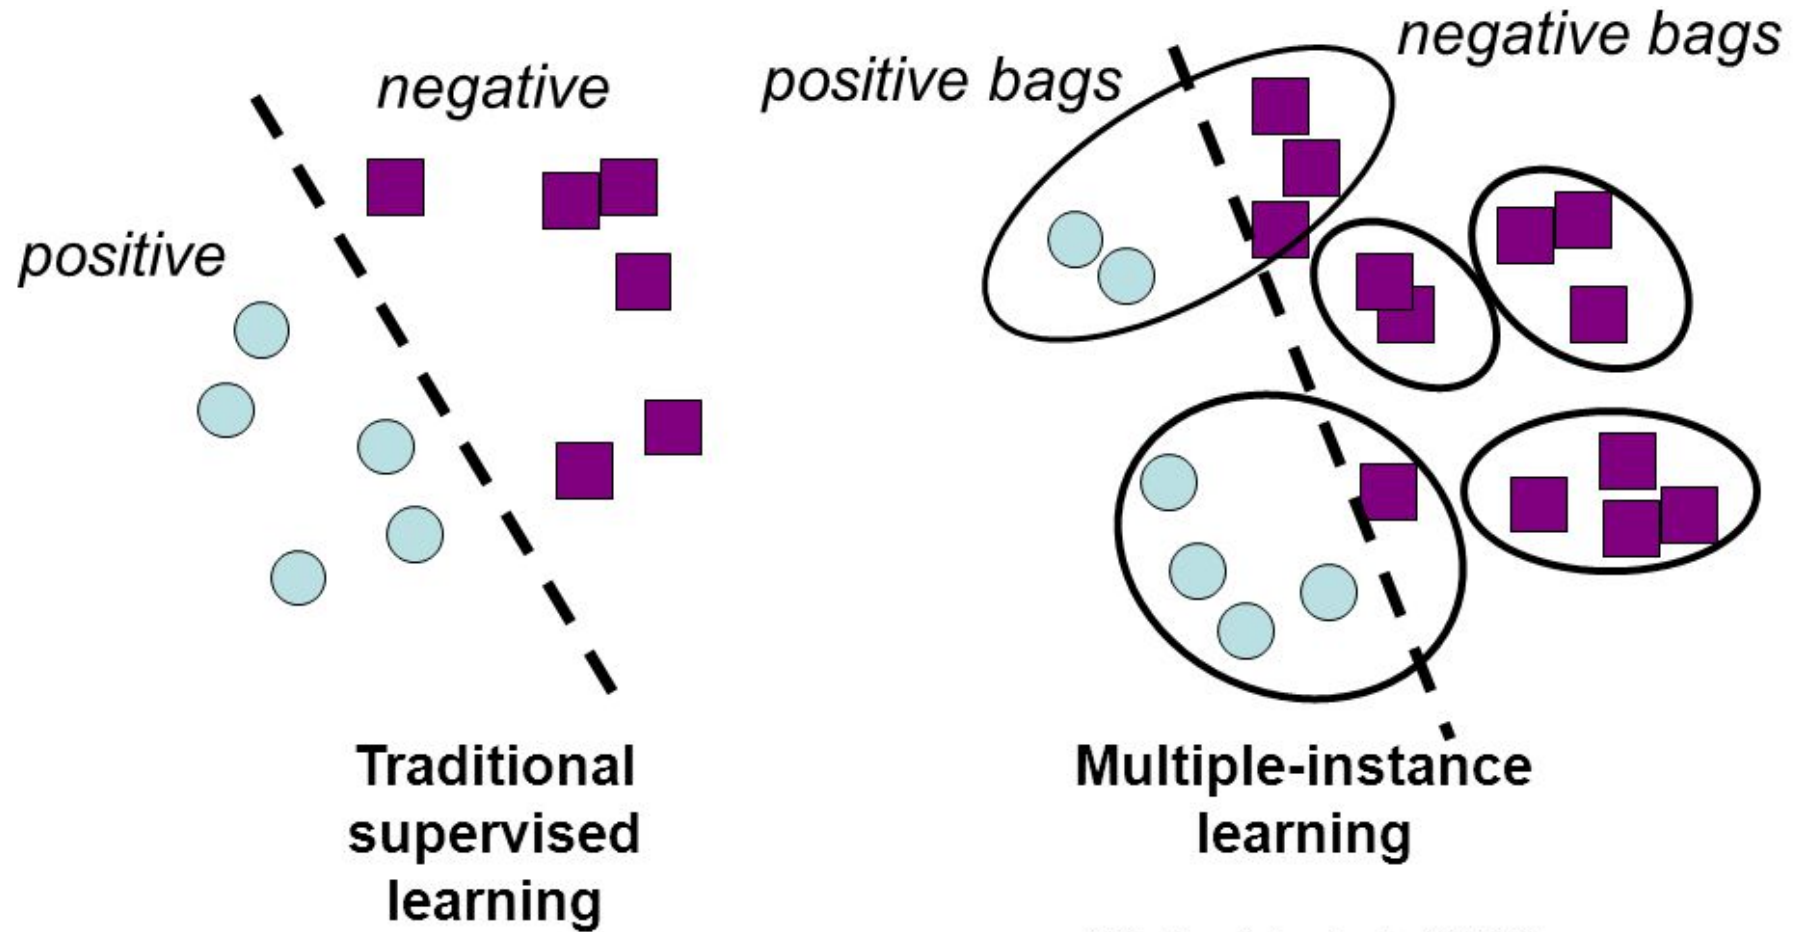 negative
positive
positive bags
negative bags
Traditional
supervised
learning
Multiple-instance
learning